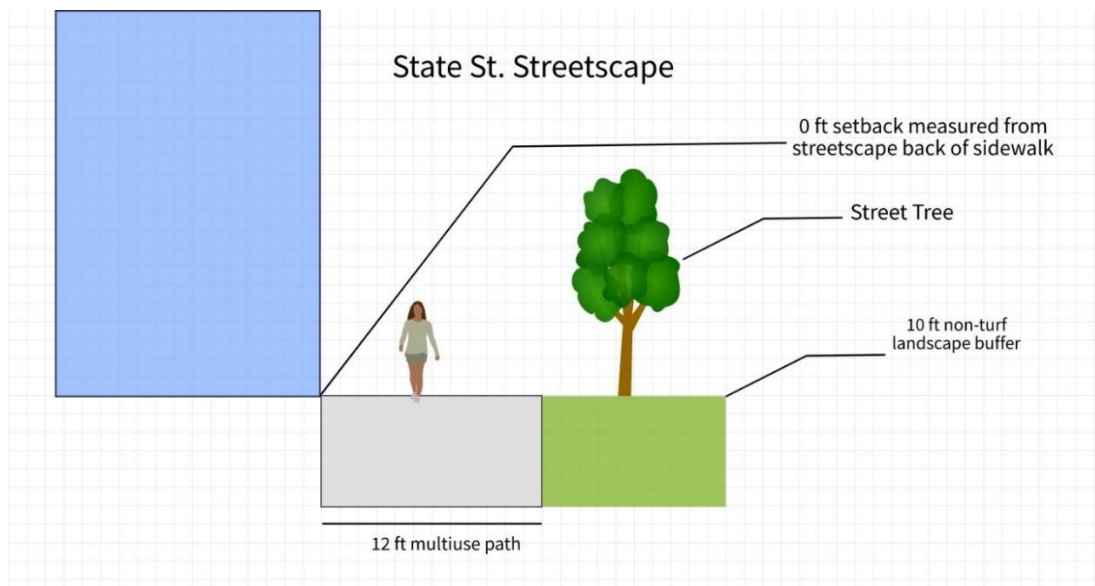 State St. Streetscape
0 ft setback measured from
streetscape back of sidewalk
Street Tree
10 ft non-turf
landscape buffer
12 ft multiuse path